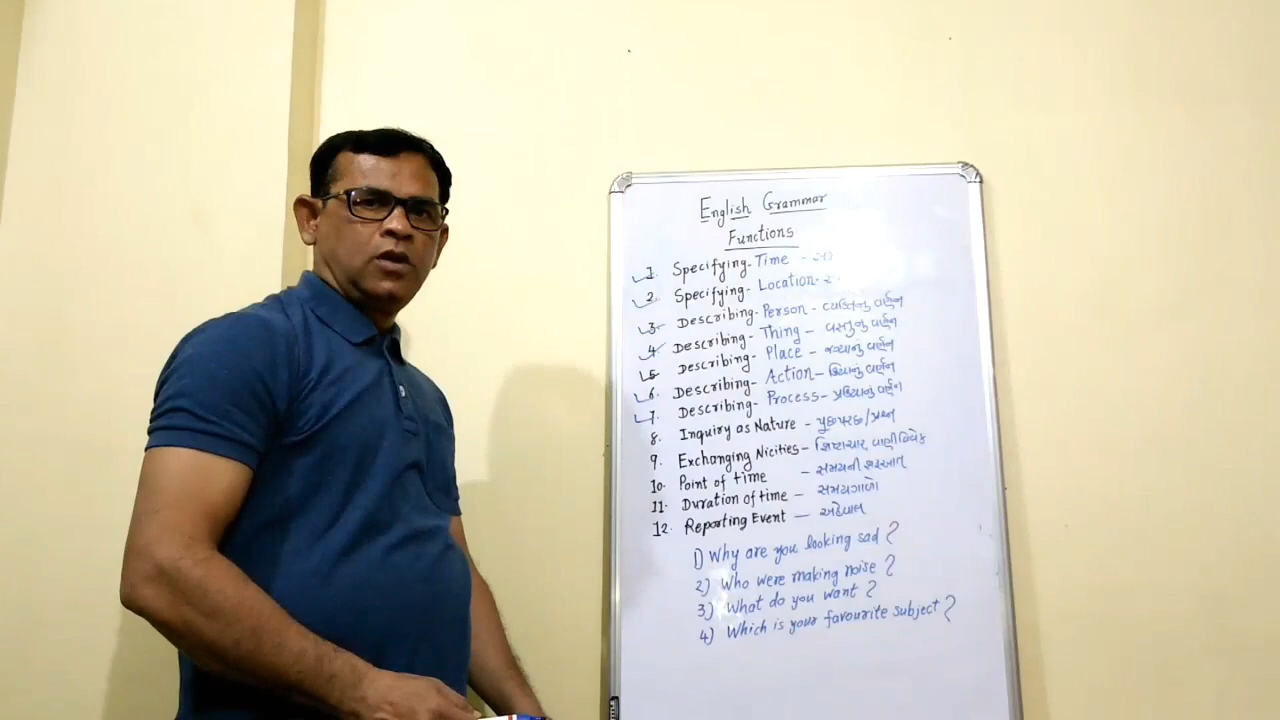 English Grammar
Functions
1. Specifying-Time -
2. Specifying- Location-
3. Describing-Person - વ્યક્તિનું વર્ણન
4. Describing- Thing - વસ્તુનું વર્ણન
5 Describing- Place - જગ્યાનું વર્ણન
6. Describing- Action - ક્રિયાનું વર્ણન
7. Describing- Process - પ્રક્રિયાનું વર્ણન
8. Inquiry as Nature - પુછપરછ/પ્રશ્ન
9. Exchanging Nicities - શિષ્ટાચાર વાણીવિવેક
10. Point of time - સમયની શરૂઆત
11. Duration of time - સમયગાળો
12. Reporting Event - અહેવાલ
1) Why are you looking sad?
2) Who were making noise?
3) What do you want?
4) Which is your favourite subject?